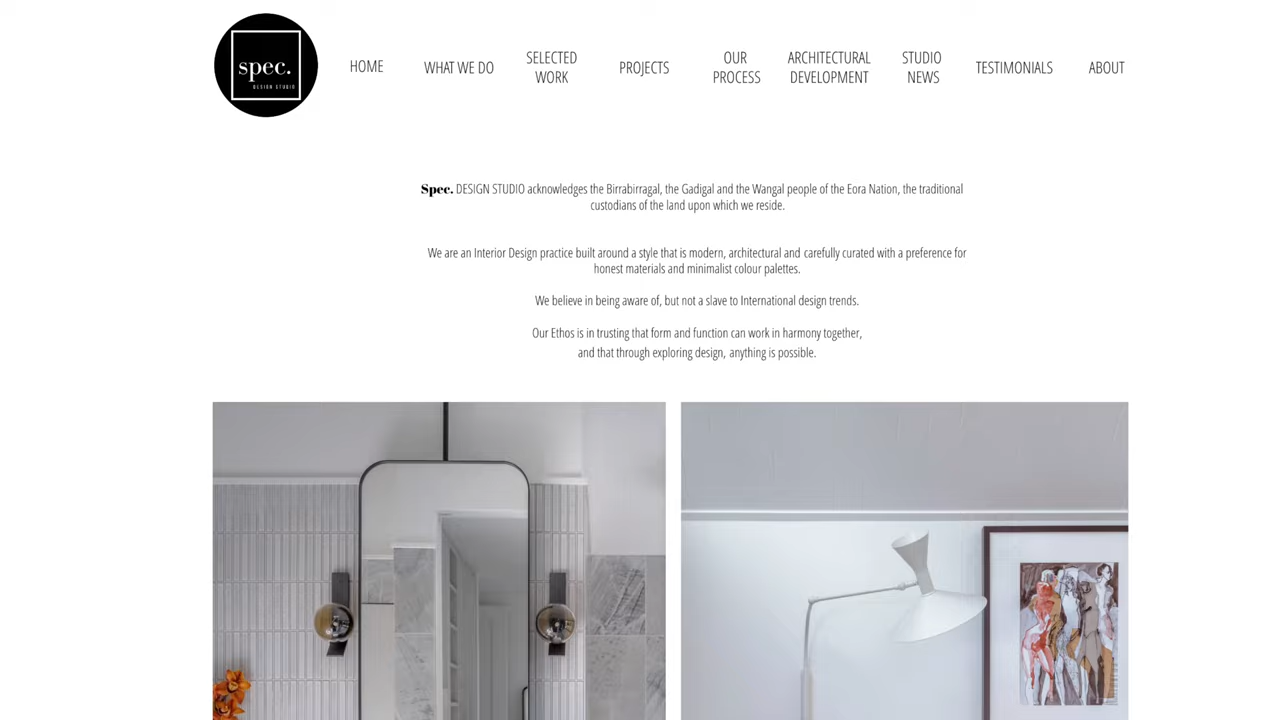 spec.
DESIGN STUDIO
HOME
WHAT WE DO
SELECTED
WORK
PROJECTS
OUR
PROCESS
ARCHITECTURAL
DEVELOPMENT
STUDIO
NEWS
TESTIMONIALS
ABOUT
Spec. DESIGN STUDIO acknowledges the Birrabirragal, the Gadigal and the Wangal people of the Eora Nation, the traditional
custodians of the land upon which we reside.
We are an Interior Design practice built around a style that is modern, architectural and carefully curated with a preference for
honest materials and minimalist colour palettes.
We believe in being aware of, but not a slave to International design trends.
Our Ethos is in trusting that form and function can work in harmony together,
and that through exploring design, anything is possible.